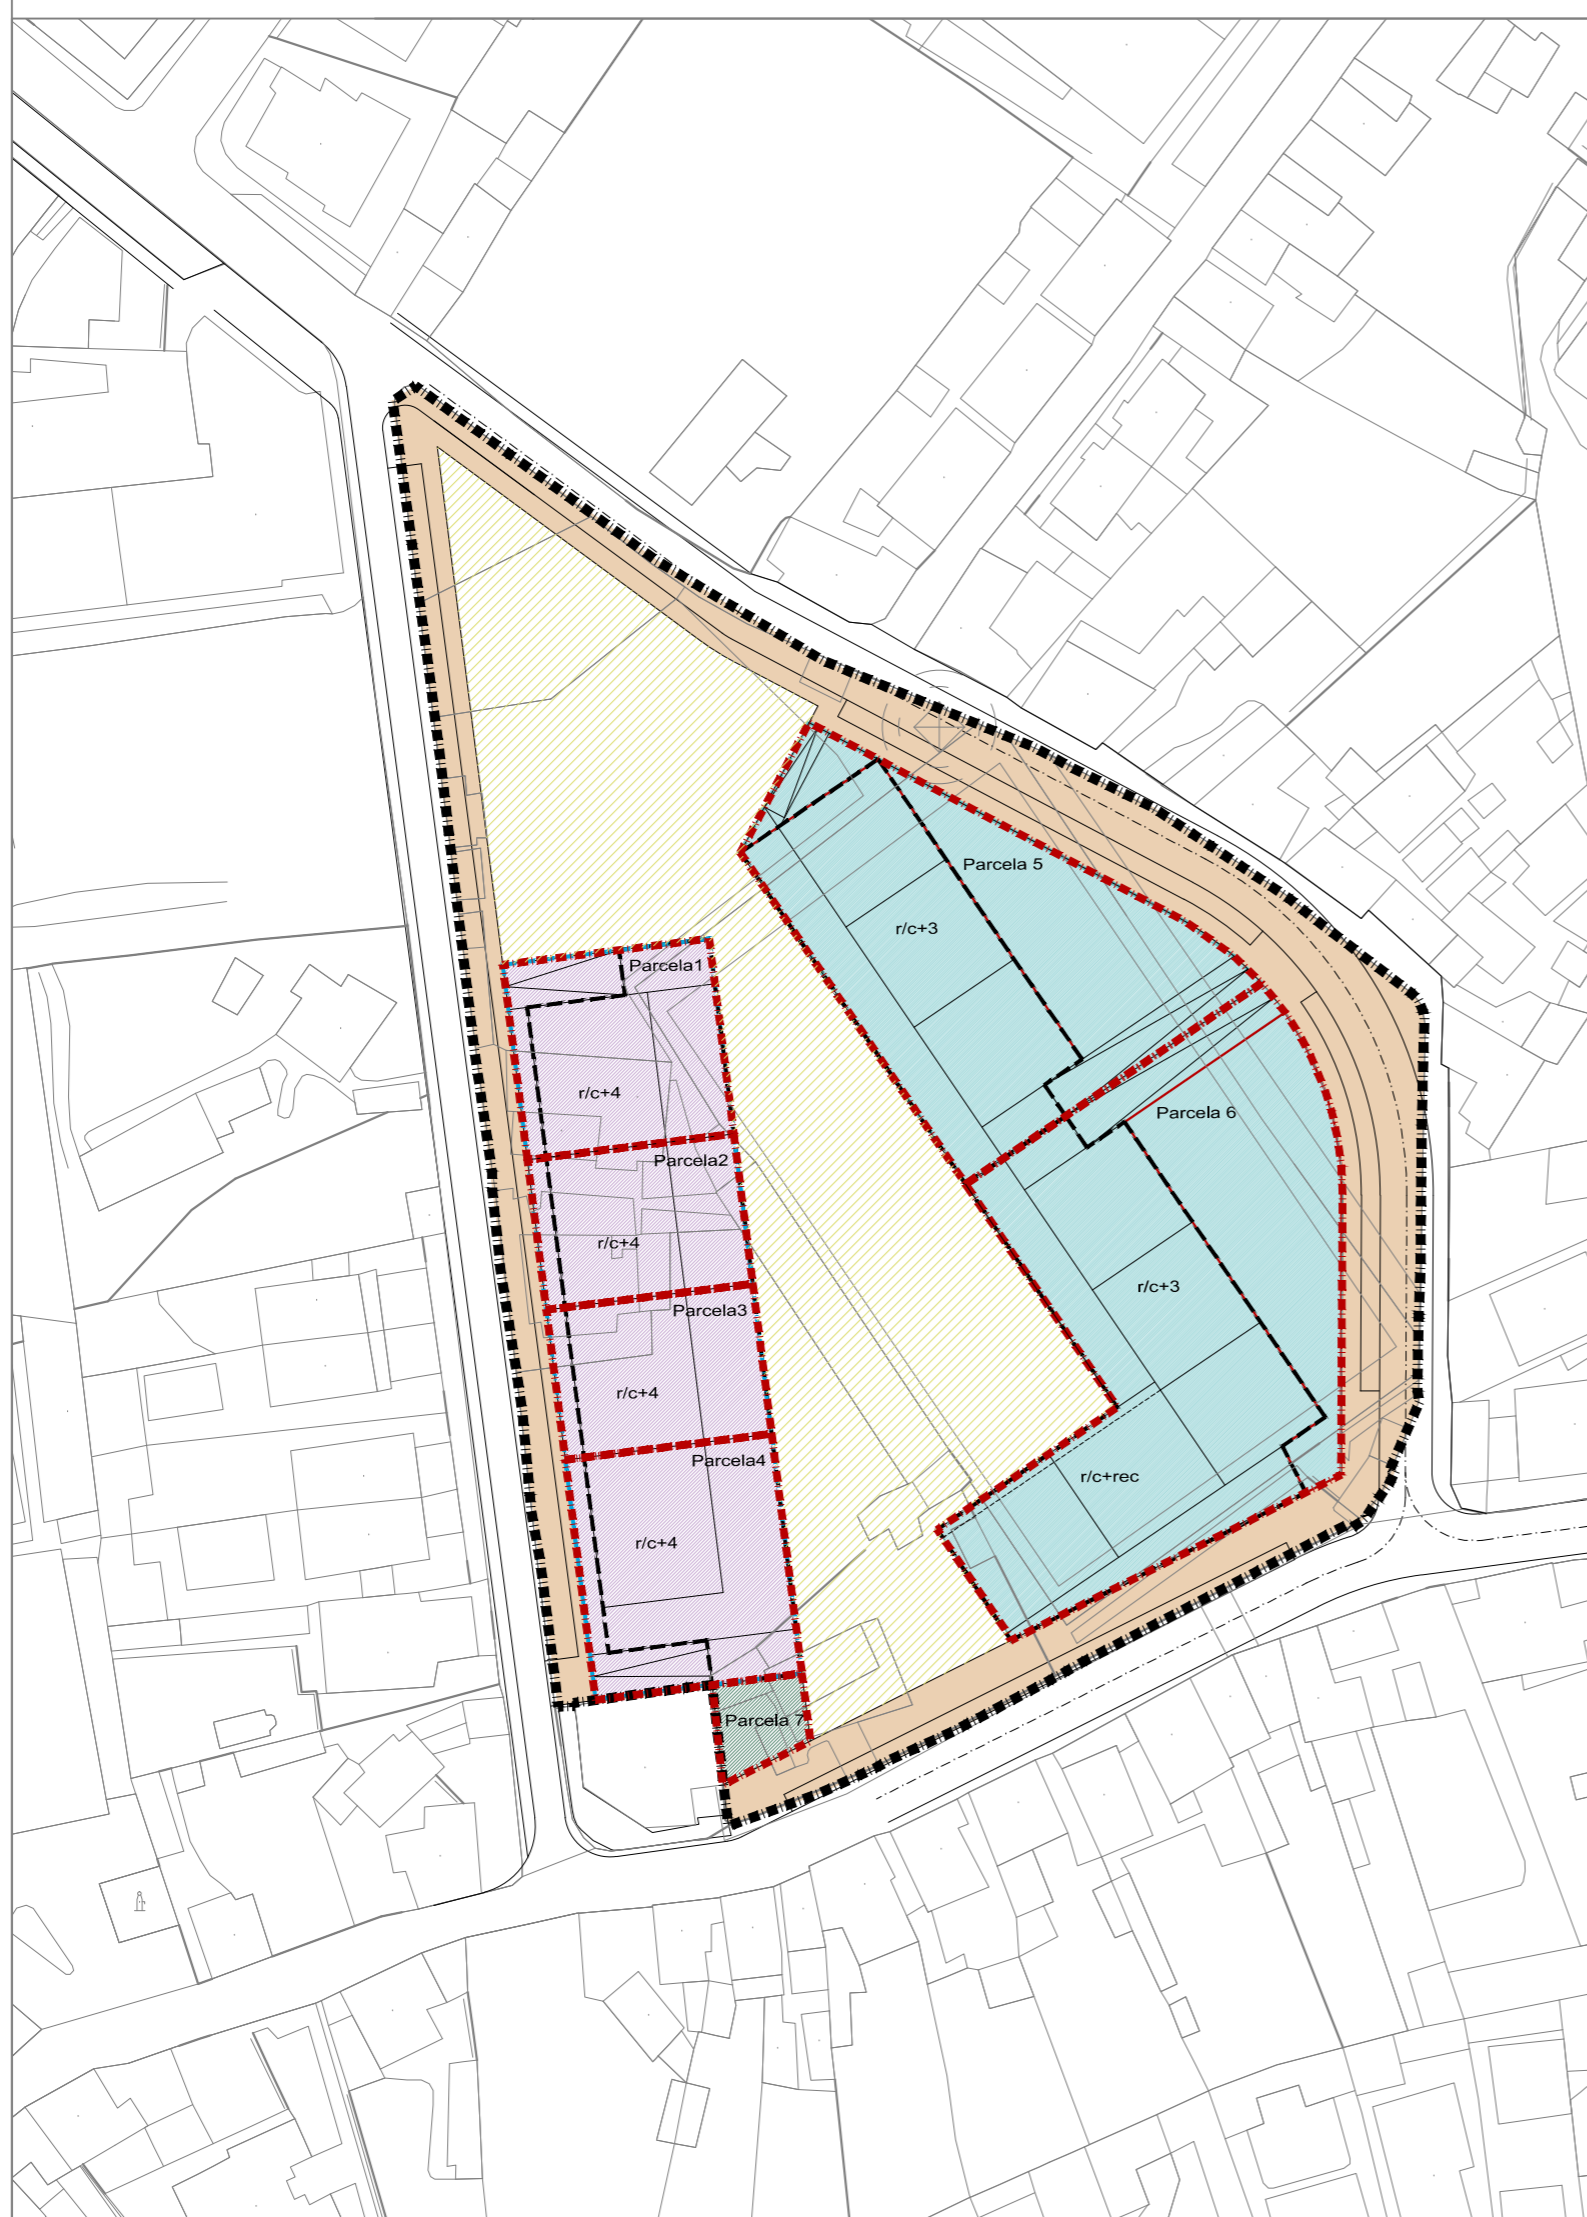 Parcela 5
r/c+3
Parcela1
r/c+4
Parcela 6
Parcela2
r/c+4
r/c+3
Parcela3
r/c+4
Parcela4
r/c+rec
r/c+4
Parcela 7